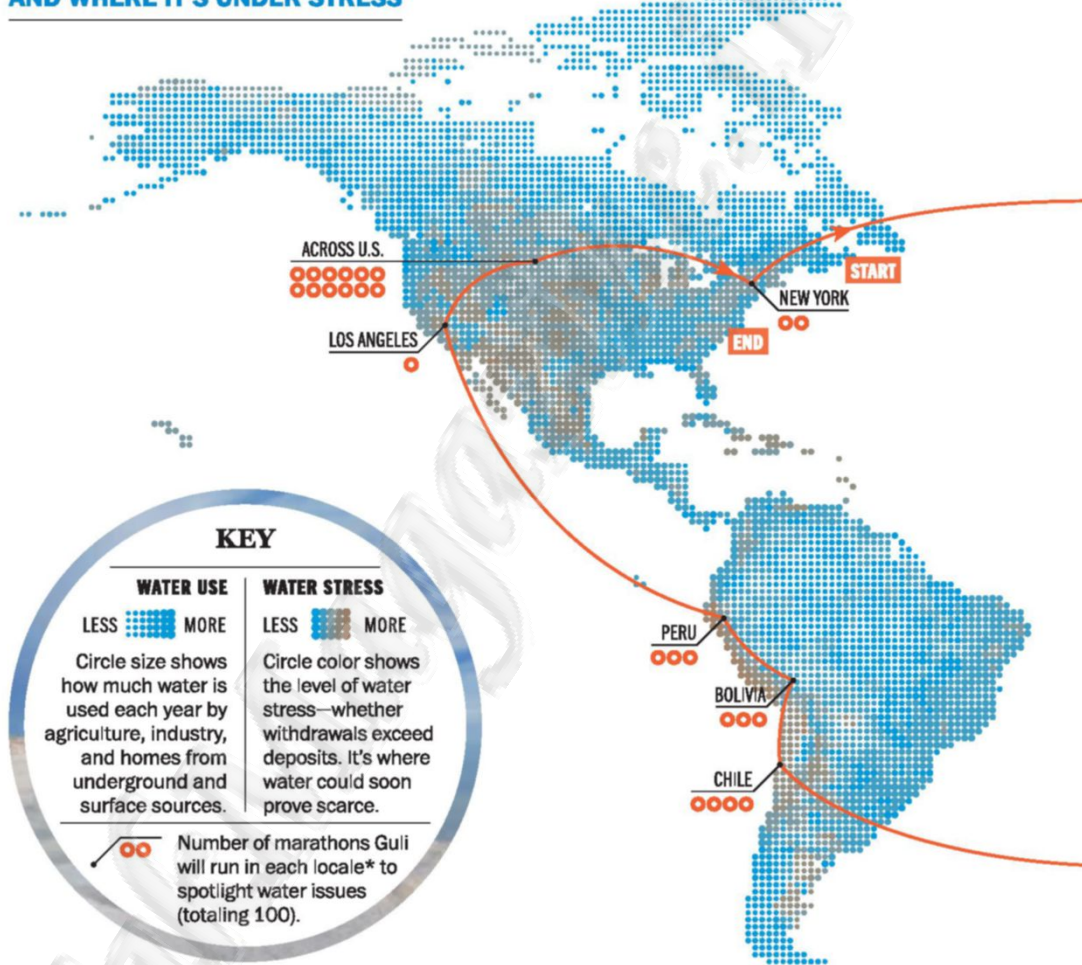 AND WHERE IT'S UNDER STRESS
ACROSS U.S.
START
NEW YORK
LOS ANGELES
END
KEY
WATER USE
LESS MORE
Circle size shows
how much water is
used each year by
agriculture, industry,
and homes from
underground and
surface sources.
WATER STRESS
LESS MORE
Circle color shows
the level of water
stress—whether
withdrawals exceed
deposits. It's where
water could soon
prove scarce.
Number of marathons Guli
will run in each locale* to
spotlight water issues
(totaling 100).
PERU
BOLIVIA
CHILE